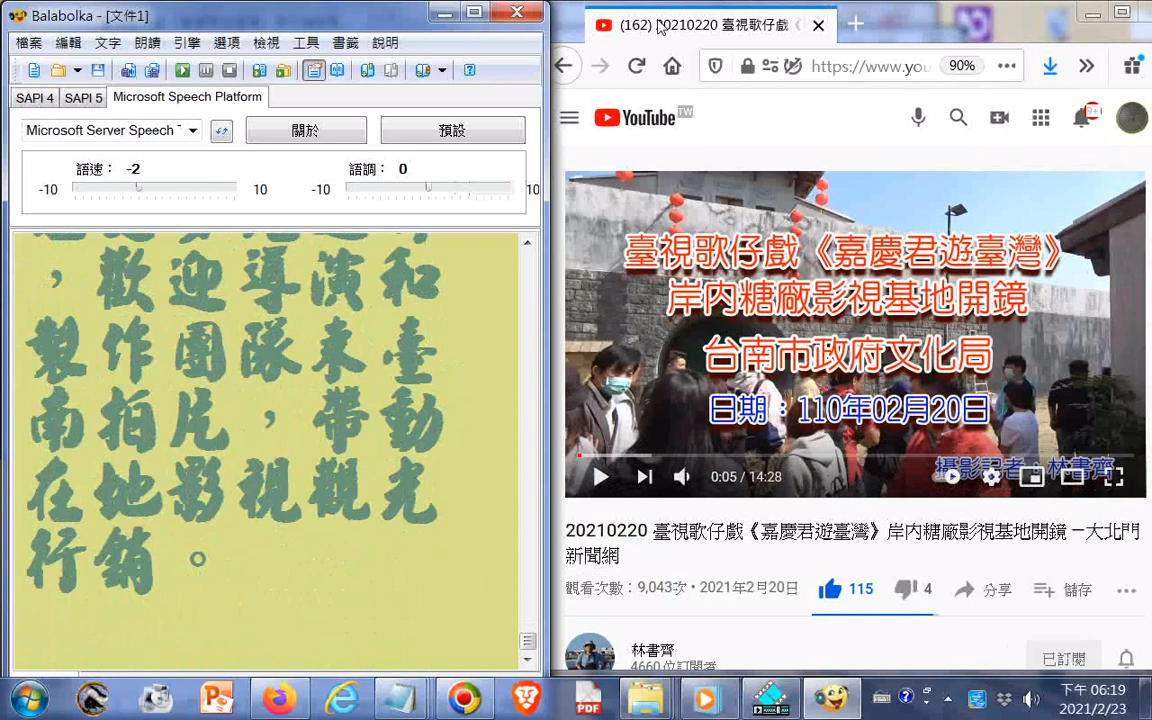 Balabolka - [文件1]
檔案 編輯 文字 朗讀 引擎 選項 檢視 工具 書籤 說明
SAPI 4 SAPI 5 Microsoft Speech Platform
Microsoft Server Speech
關於
預設
語速： -2
語調： 0
-10 10 -10 10
，歡迎導演和
製作團隊來臺
南拍片，帶動
在地影視觀光
行銷。
(162) 20210220 臺視歌仔戲《
https://www.you
90%
YouTube TW
9+
臺視歌仔戲《嘉慶君遊臺灣》
岸內糖廠影視基地開鏡
台南市政府文化局
日期：110年02月20日
攝影記者：林書齊
0:05 / 14:28
20210220 臺視歌仔戲《嘉慶君遊臺灣》岸內糖廠影視基地開鏡 －大北門
新聞網
觀看次數：9,043次・2021年2月20日
115
4
分享
儲存
林書齊
4660位訂閱者
已訂閱
PDF
下午 06:19
2021/2/23